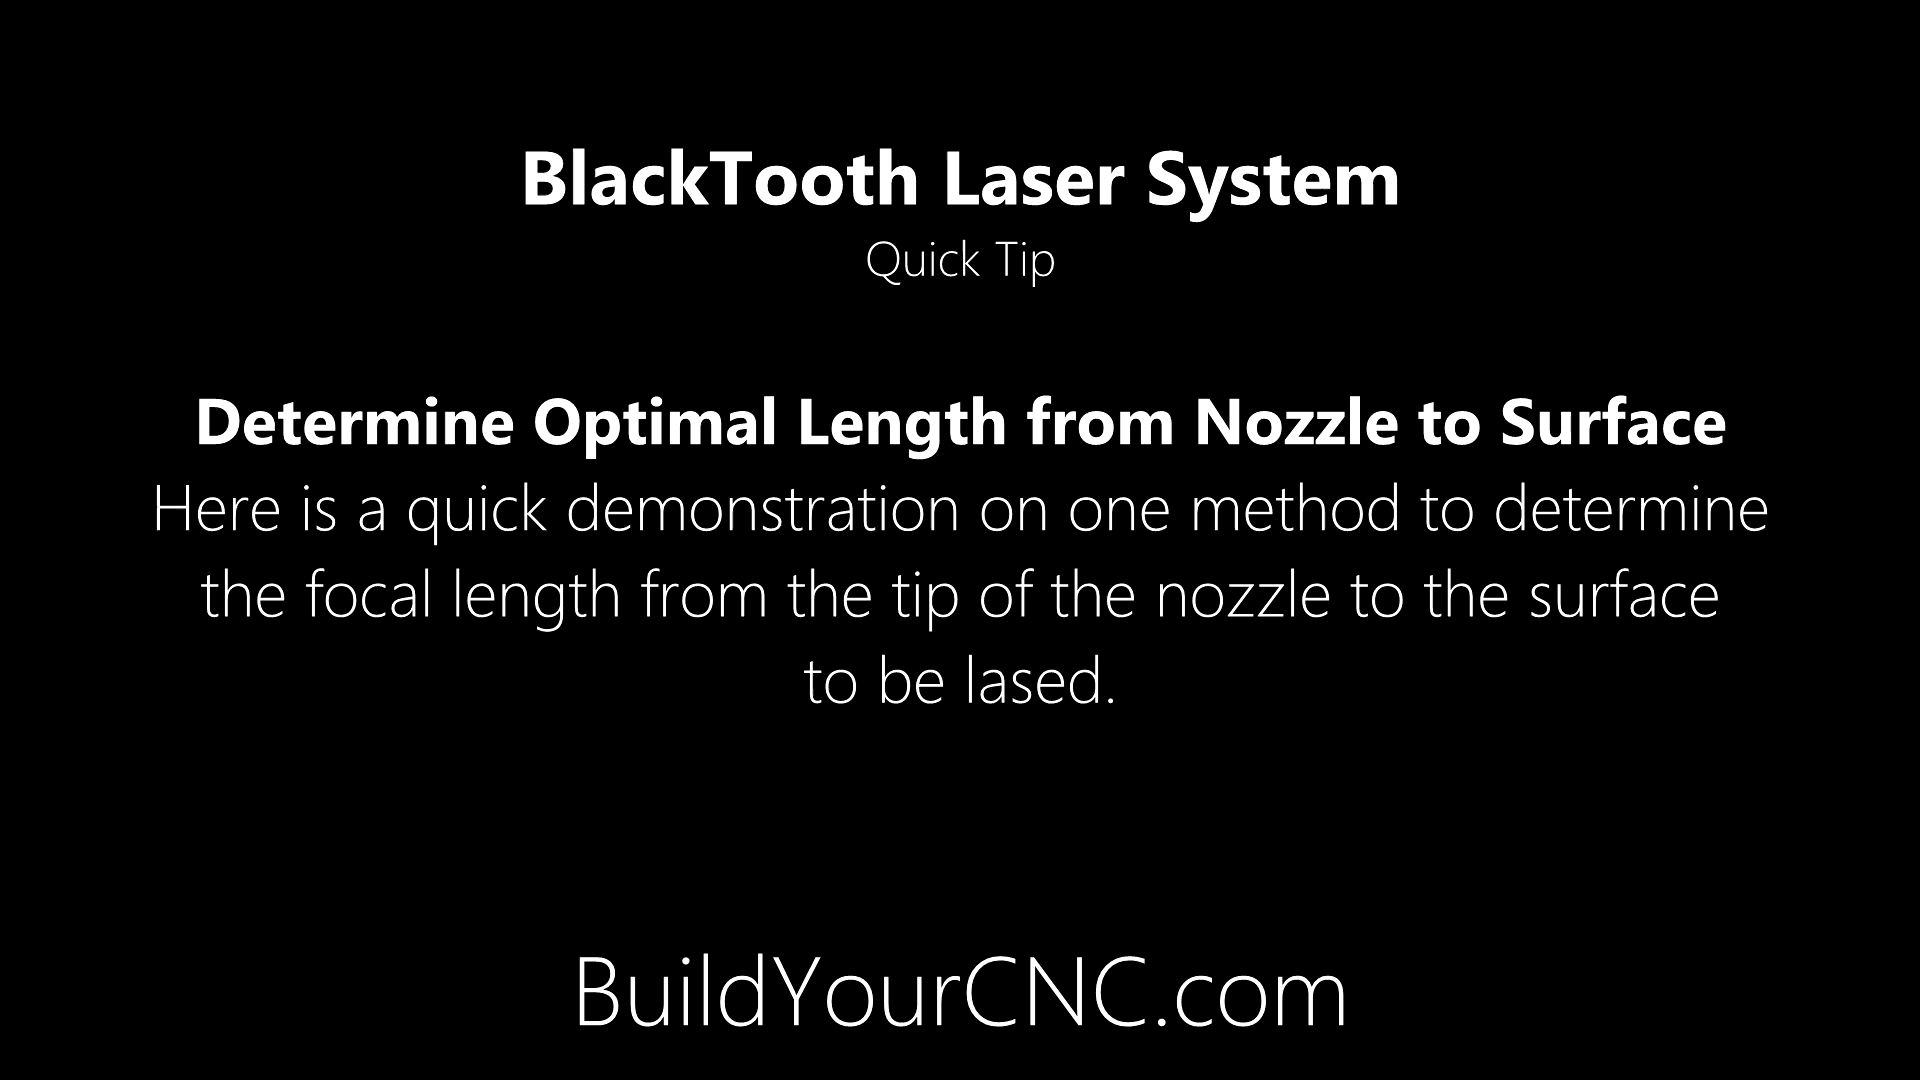 BlackTooth Laser System
Quick Tip
Determine Optimal Length from Nozzle to Surface
Here is a quick demonstration on one method to determine
the focal length from the tip of the nozzle to the surface
to be lased.
BuildYourCNC.com